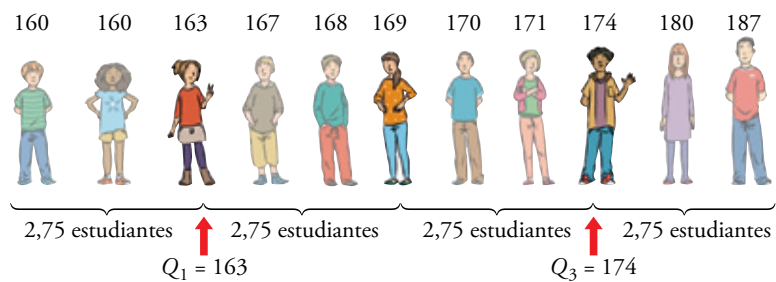 160 160 163 167 168 169 170 171 174 180 187
2,75 estudiantes 2,75 estudiantes 2,75 estudiantes 2,75 estudiantes
Q1 = 163 Q3 = 174